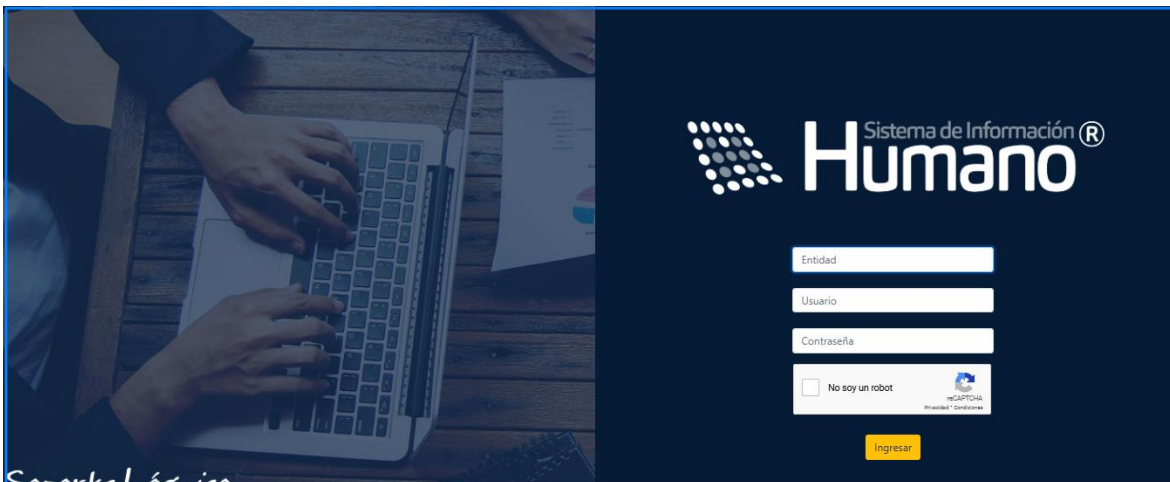 Sistema de Información ®
Humano
Entidad
Usuario
Contraseña
No soy un robot
reCAPTCHA
Privacidad - Condiciones
Ingresar